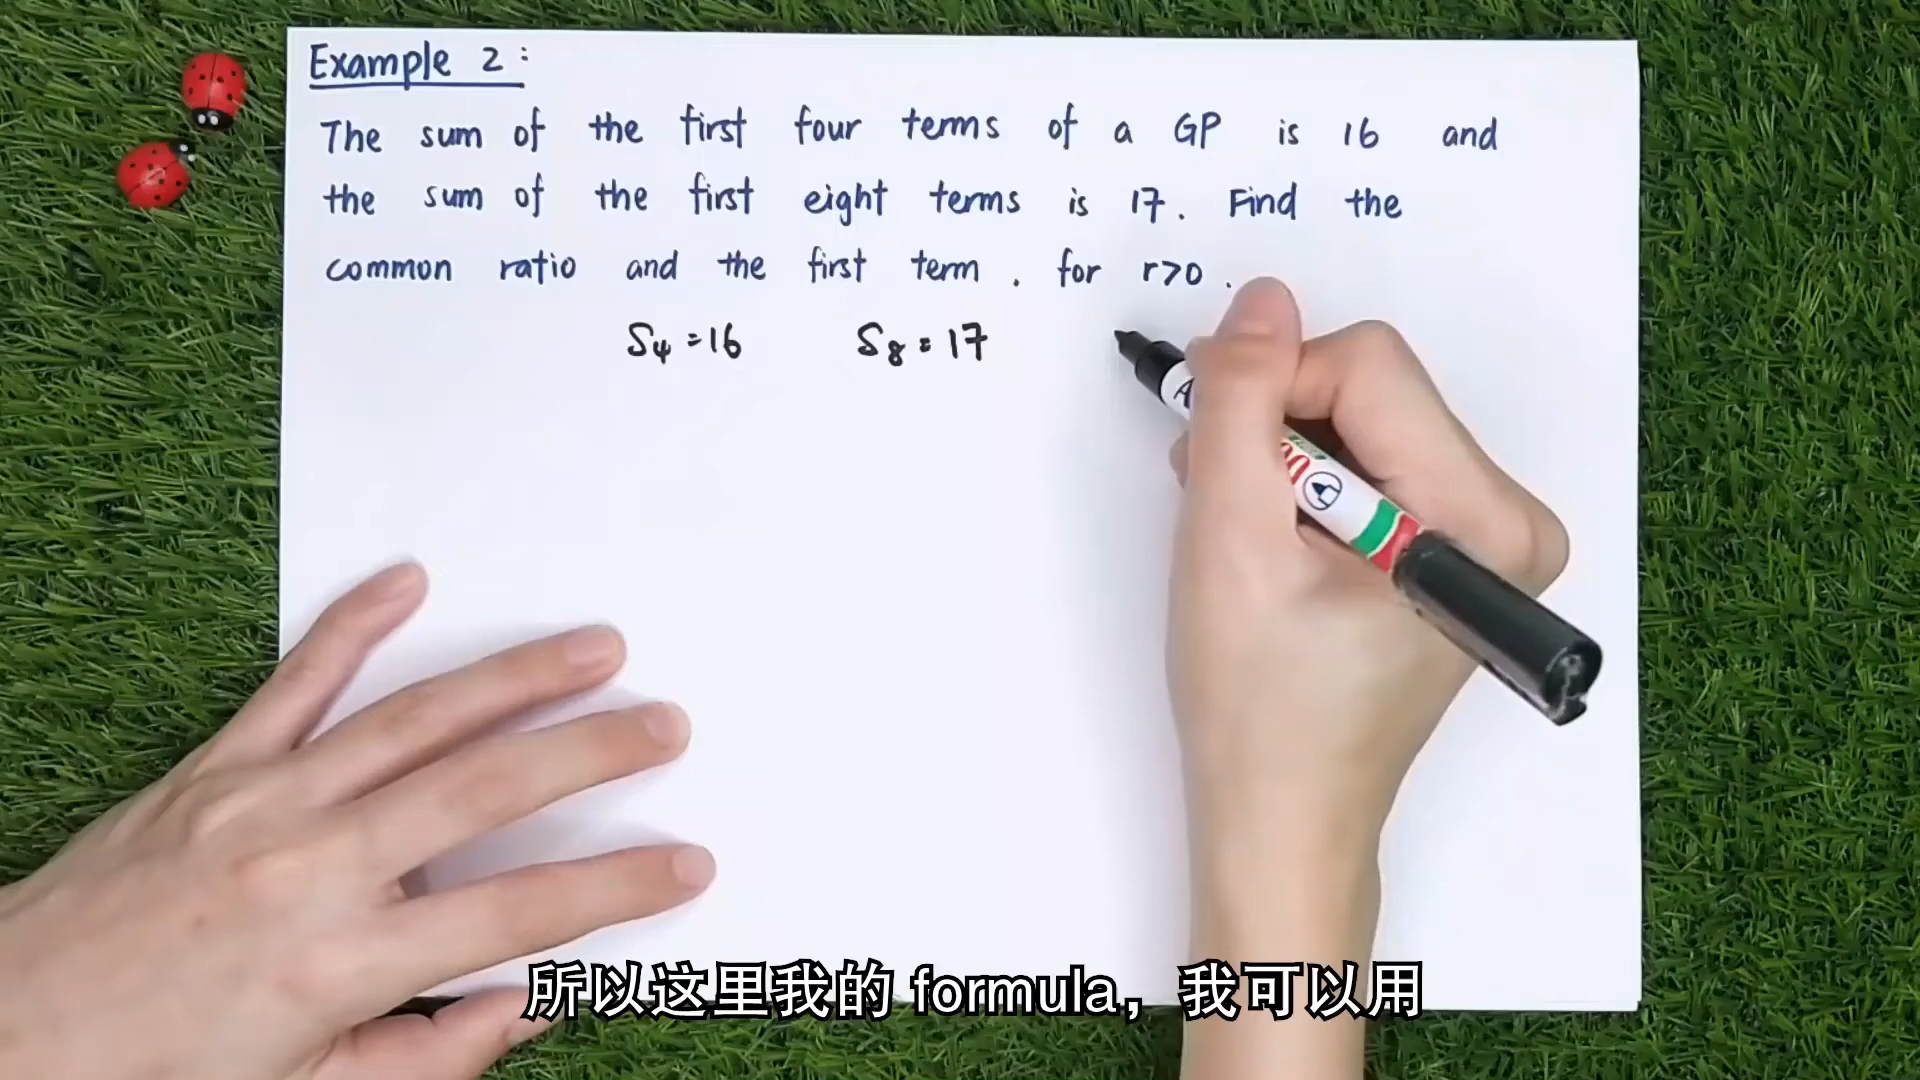 Example 2 :
The sum of the first four terms of a GP is 16 and
the sum of the first eight terms is 17. Find the
common ratio and the first term. for r>0.
S₄ = 16 S₈ = 17
所以这里我的 formula，我可以用